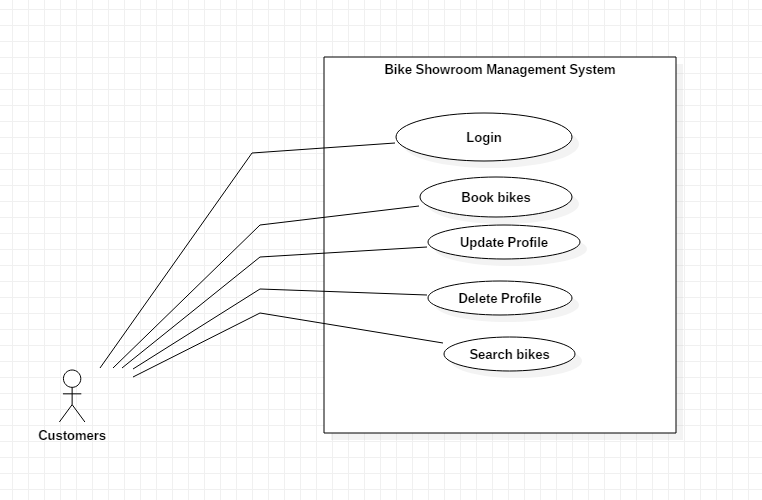 Bike Showroom Management System
Login
Book bikes
Update Profile
Delete Profile
Search bikes
Customers